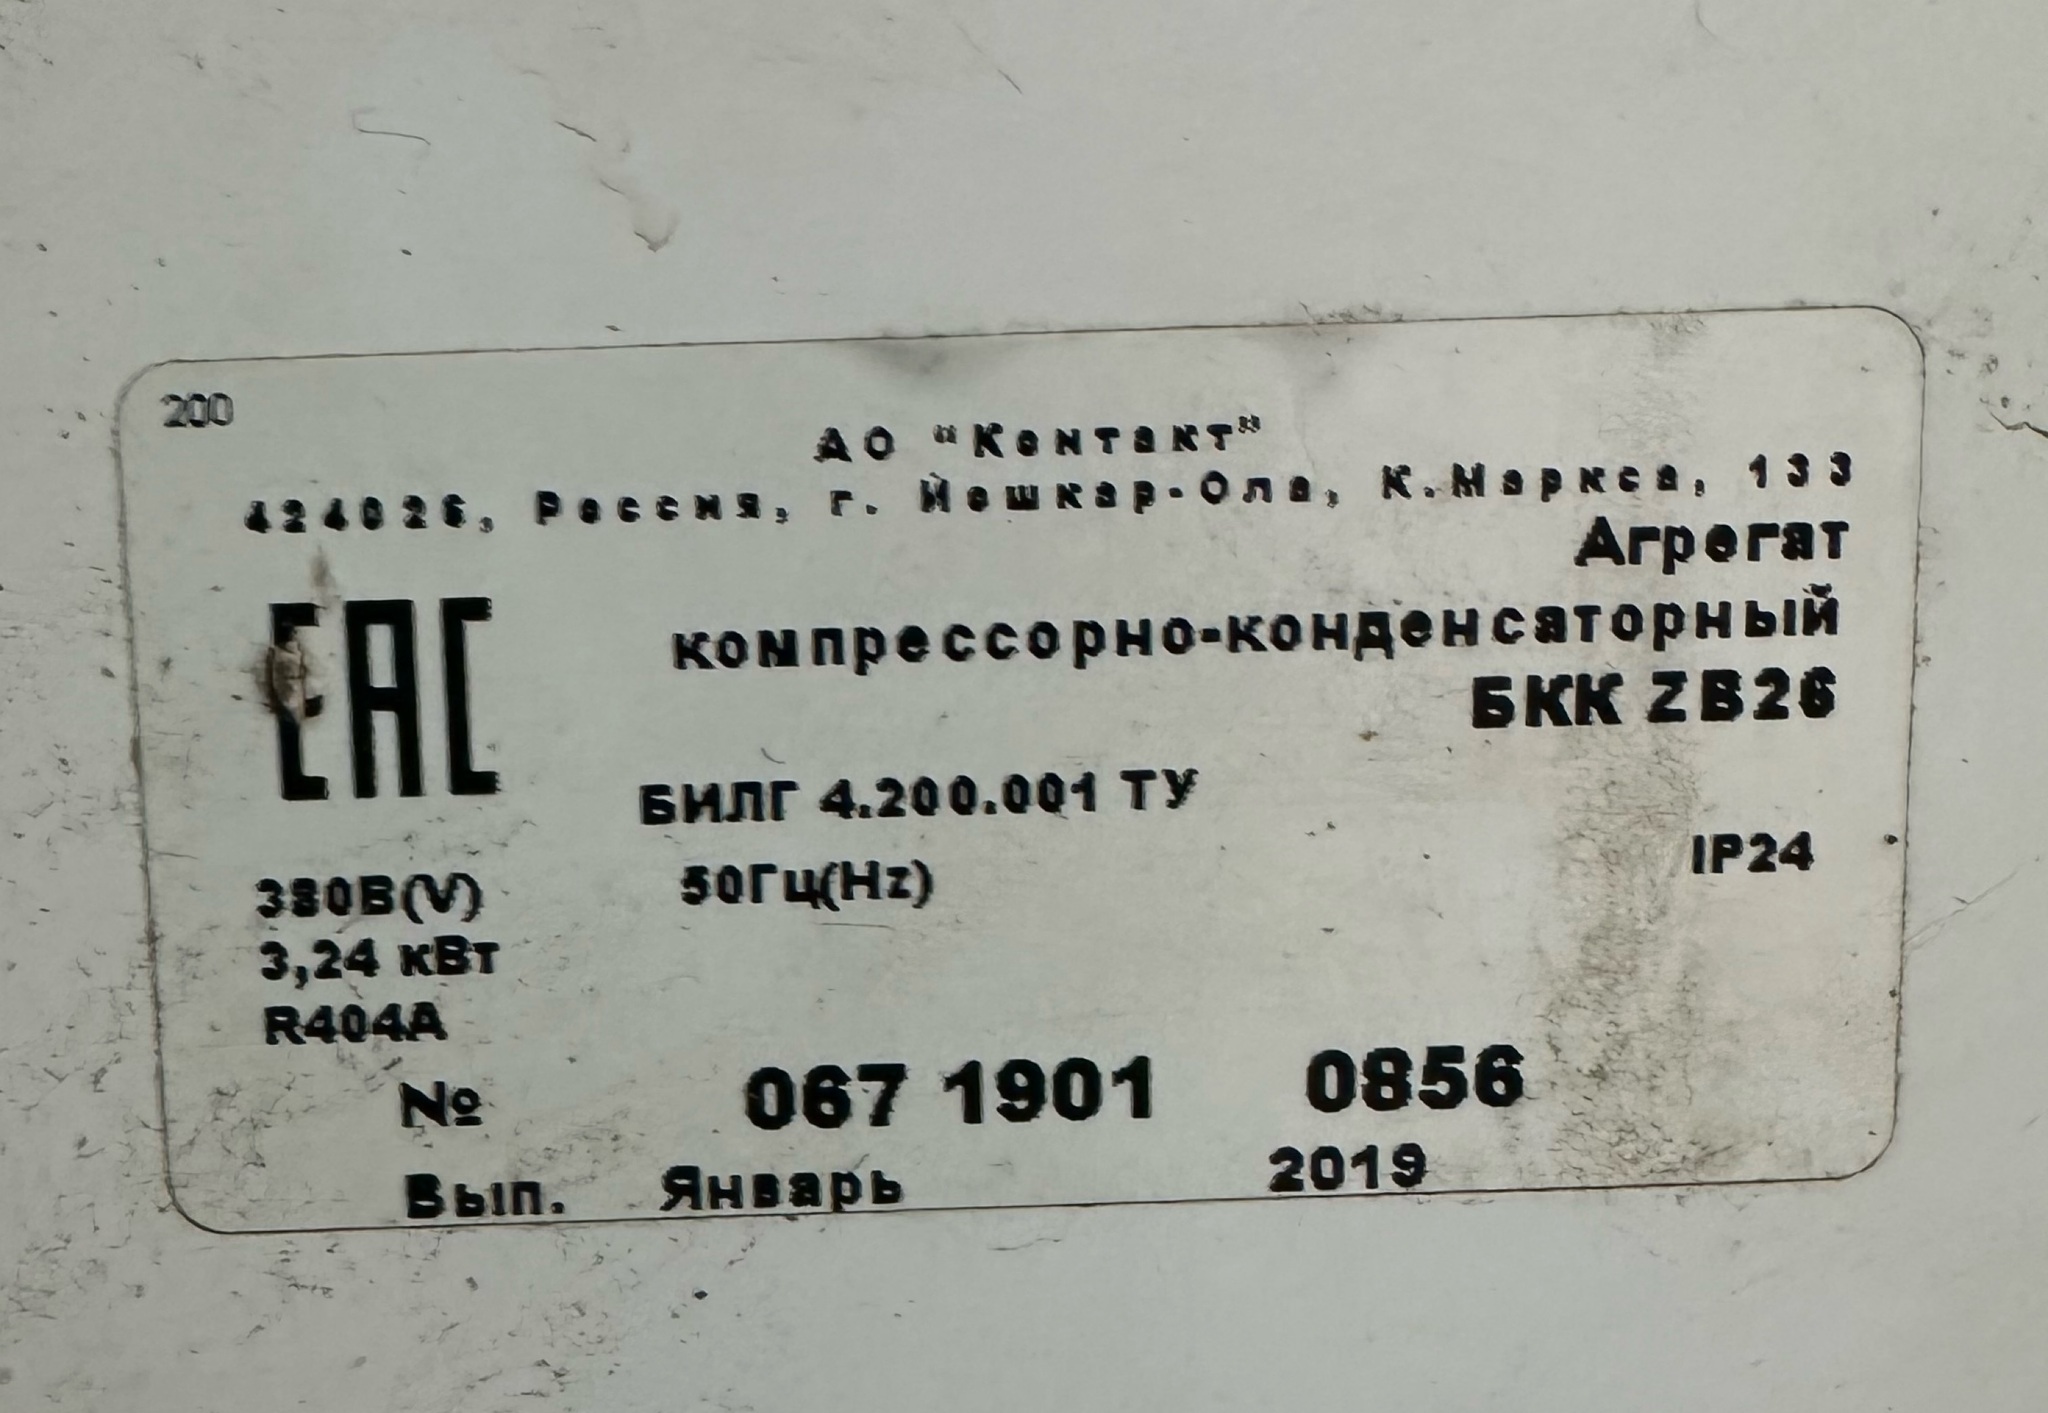 200
АО "Контакт"
424026, Россия, г. Йошкар-Ола, К.Маркса, 133
Агрегат
компрессорно-конденсаторный
БКК ZB26
EAC
БИЛГ 4.200.001 ТУ
380В(V) 50Гц(Hz) IP24
3,24 кВт
R404A
№ 067 1901 0856
Вып. Январь 2019